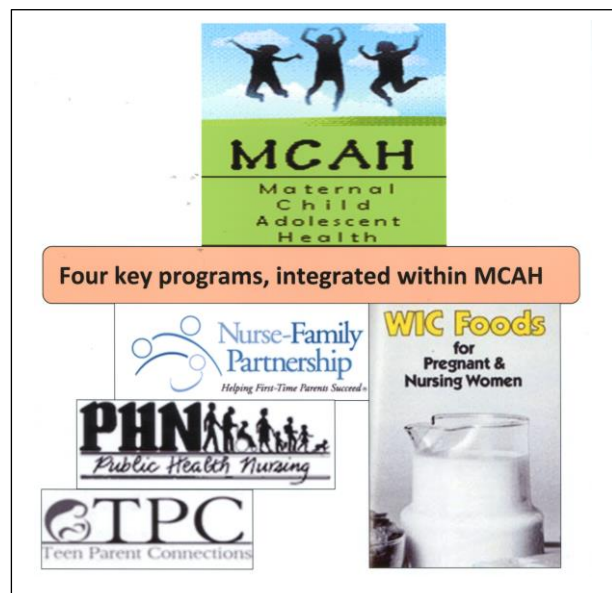 MCAH
Maternal
Child
Adolescent
Health
Four key programs, integrated within MCAH
Nurse-Family
Partnership
Helping First-Time Parents Succeed®
WIC Foods
for
Pregnant &
Nursing Women
PHN
Public Health Nursing
TPC
Teen Parent Connections